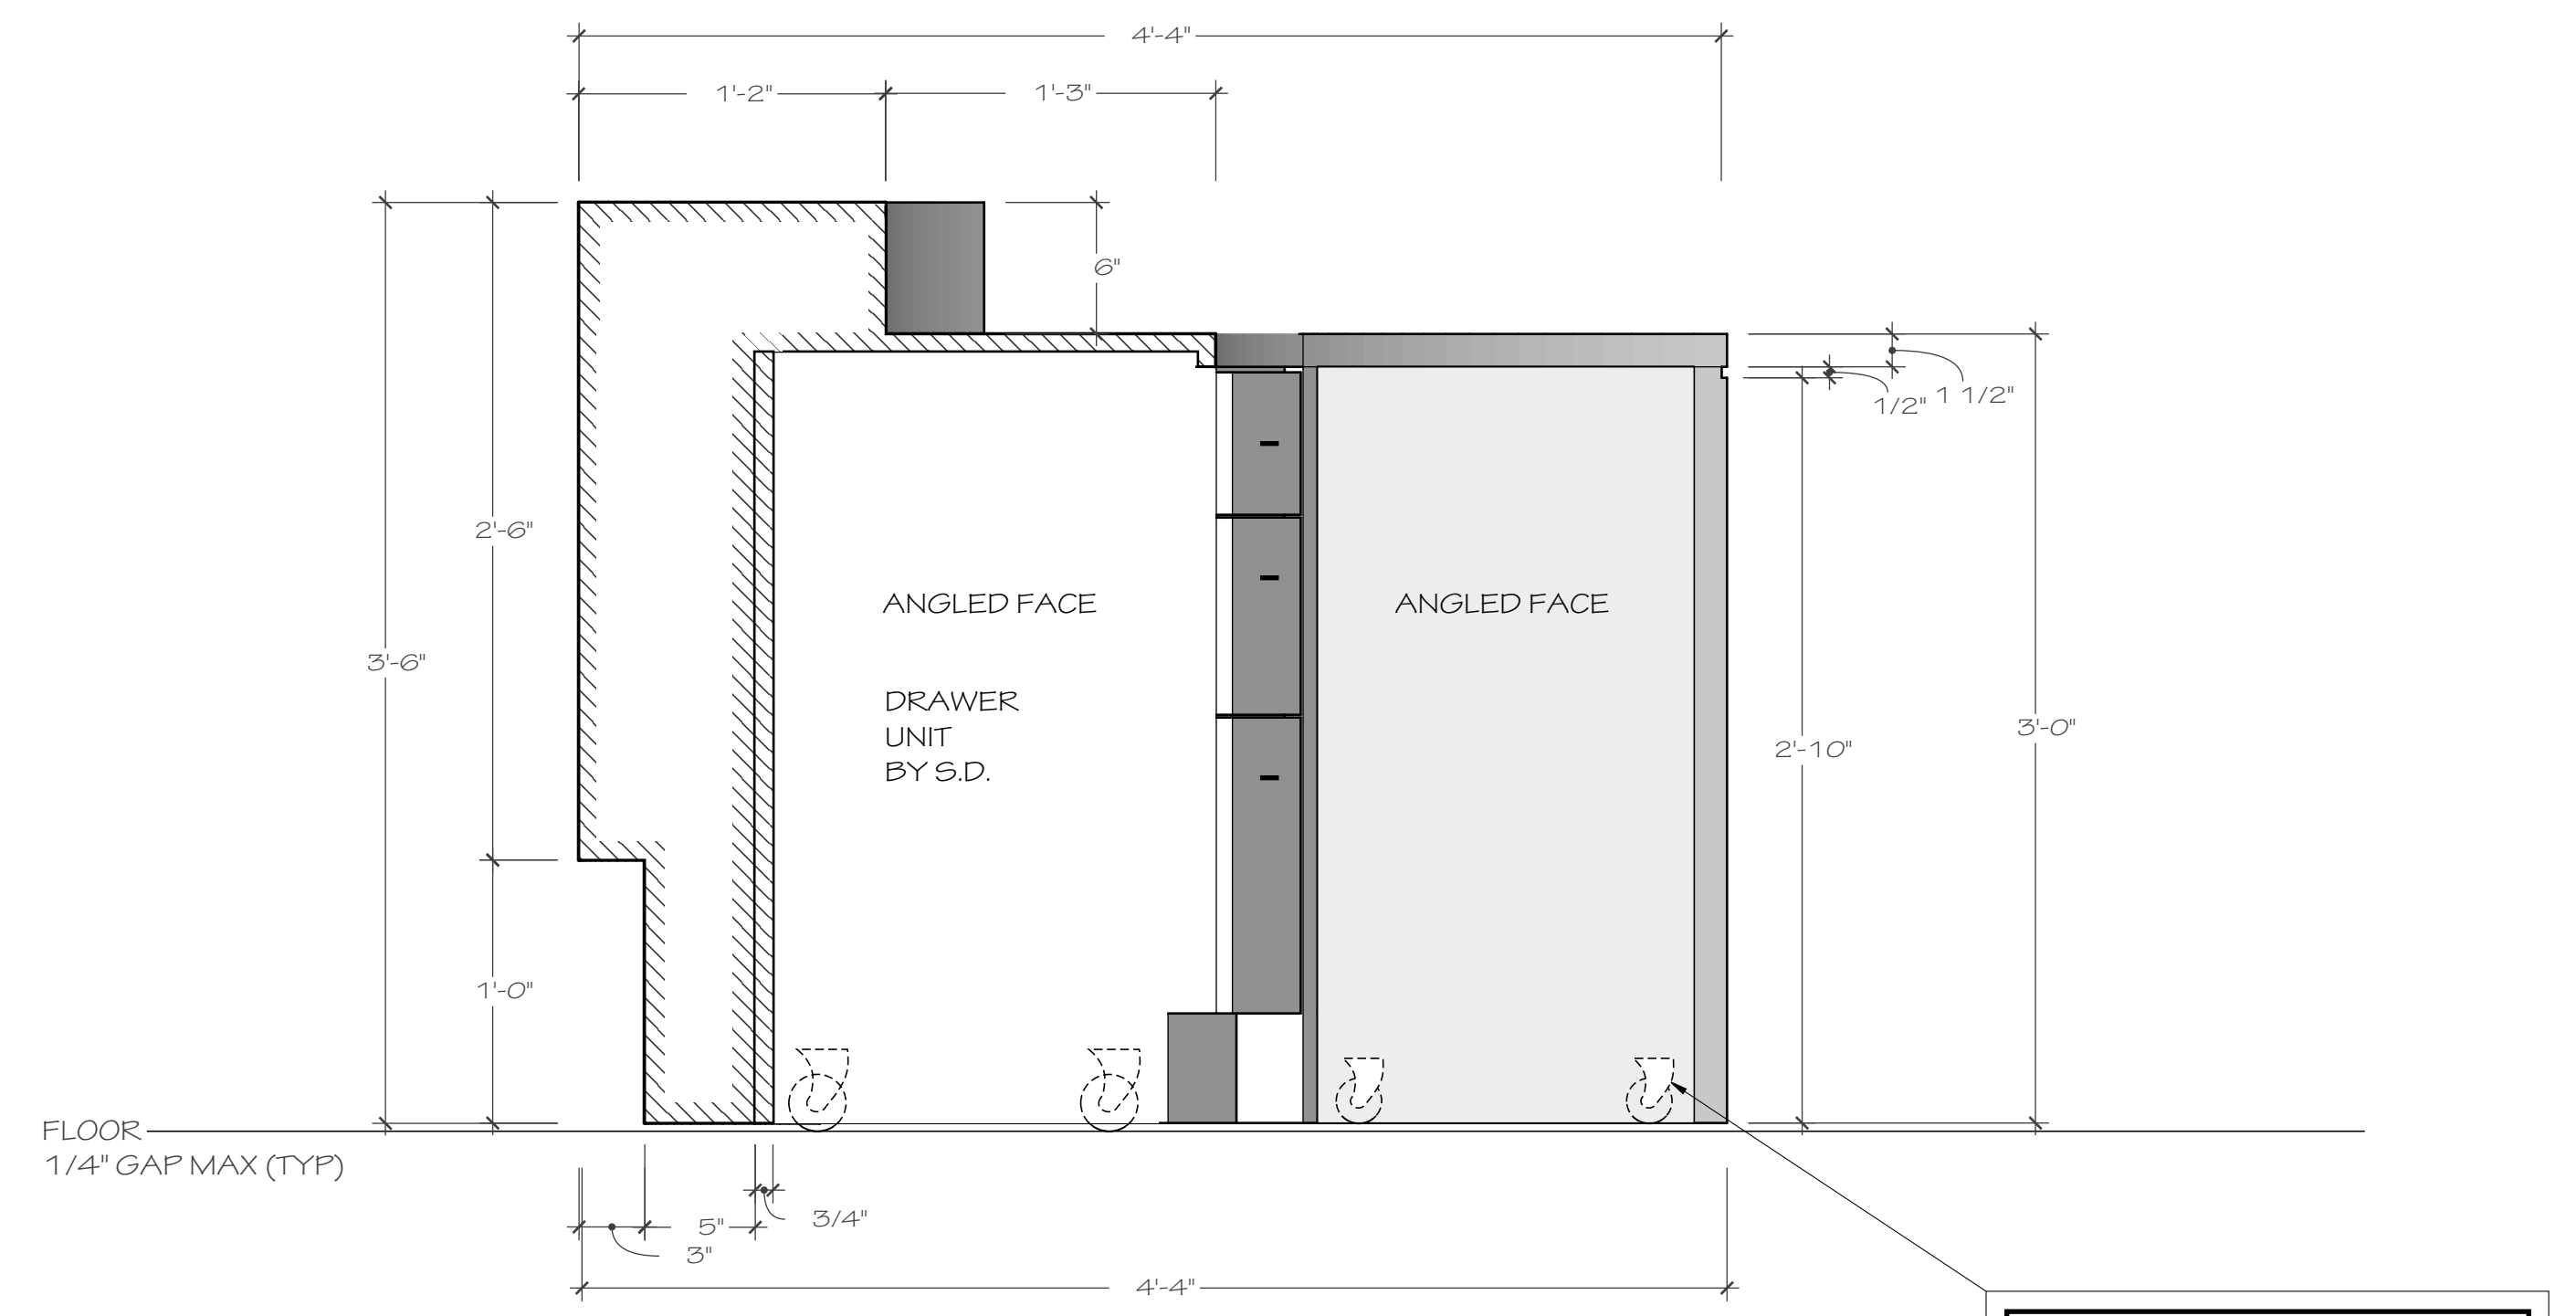 4'-4"
1'-2"
1'-3"
6"
1/2"
1 1/2"
2'-6"
ANGLED FACE
ANGLED FACE
3'-6"
DRAWER
UNIT
BY S.D.
3'-0"
2'-10"
1'-0"
FLOOR
1/4" GAP MAX (TYP)
3/4"
5"
3"
4'-4"